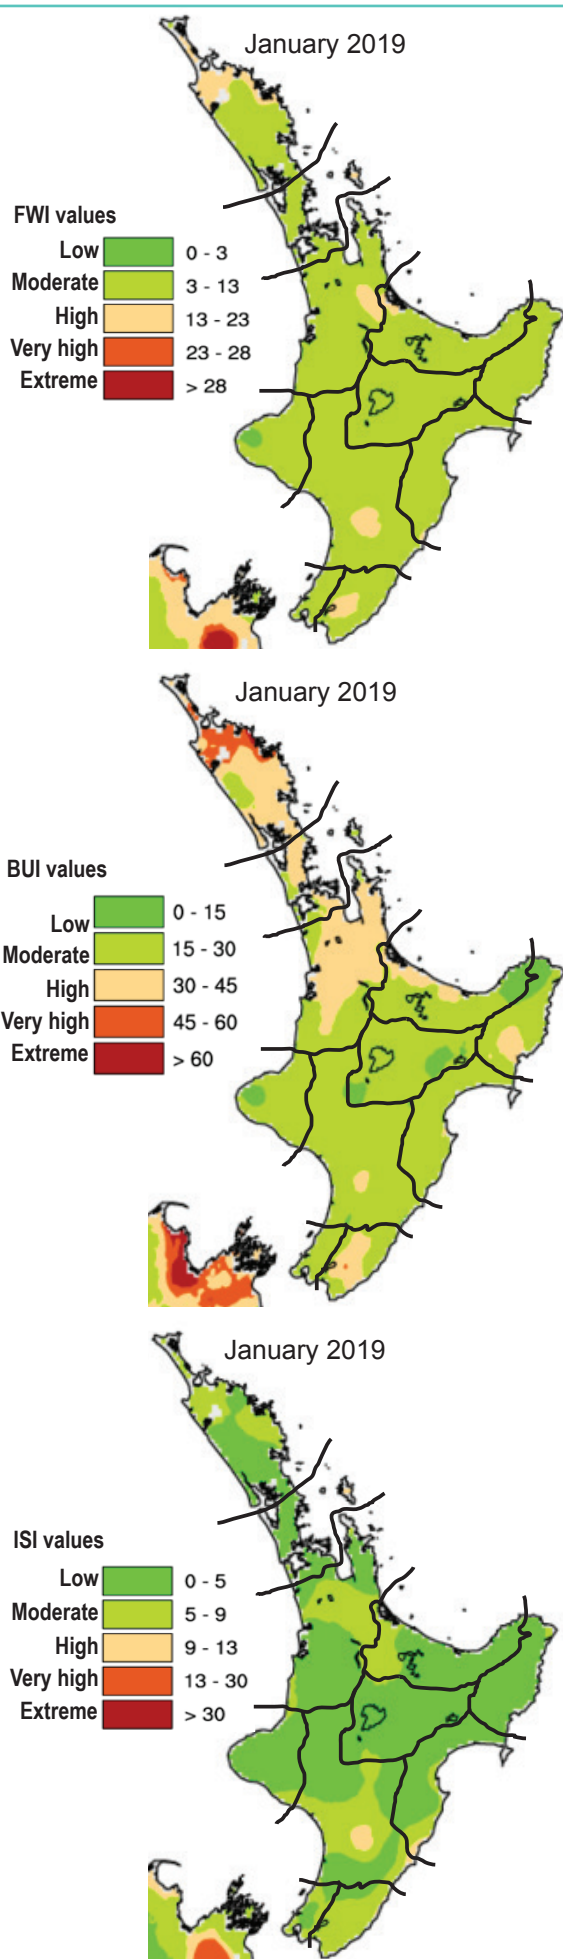 January 2019
FWI values
Low 0 - 3
Moderate 3 - 13
High 13 - 23
Very high 23 - 28
Extreme > 28
January 2019
BUI values
Low 0 - 15
Moderate 15 - 30
High 30 - 45
Very high 45 - 60
Extreme > 60
January 2019
ISI values
Low 0 - 5
Moderate 5 - 9
High 9 - 13
Very high 13 - 30
Extreme > 30